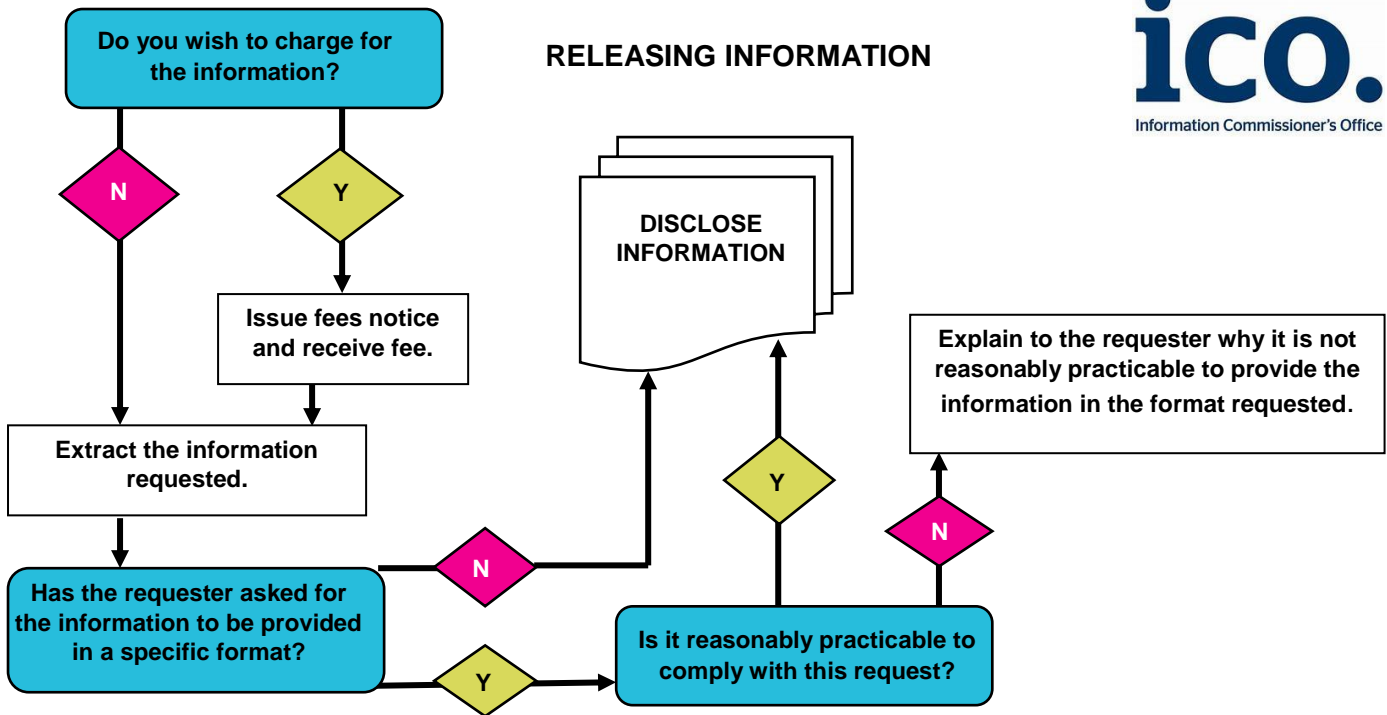 Do you wish to charge for
the information?
RELEASING INFORMATION
ico.
Information Commissioner's Office
N
Y
DISCLOSE
INFORMATION
Issue fees notice
and receive fee.
Explain to the requester why it is not
reasonably practicable to provide the
information in the format requested.
Extract the information
requested.
Y
N
N
Has the requester asked for
the information to be provided
in a specific format?
Is it reasonably practicable to
comply with this request?
Y